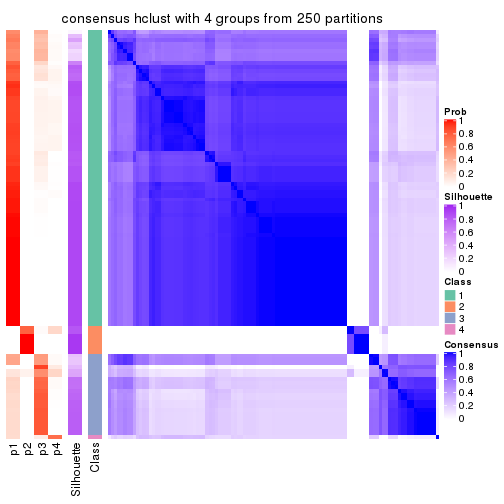 consensus hclust with 4 groups from 250 partitions
Prob
1
0.8
0.6
0.4
0.2
0
Silhouette
1
0.8
0.6
0.4
0.2
0
Class
1
2
3
4
Consensus
1
0.8
0.6
0.4
0.2
0
p1
p2
p3
p4
Silhouette
Class